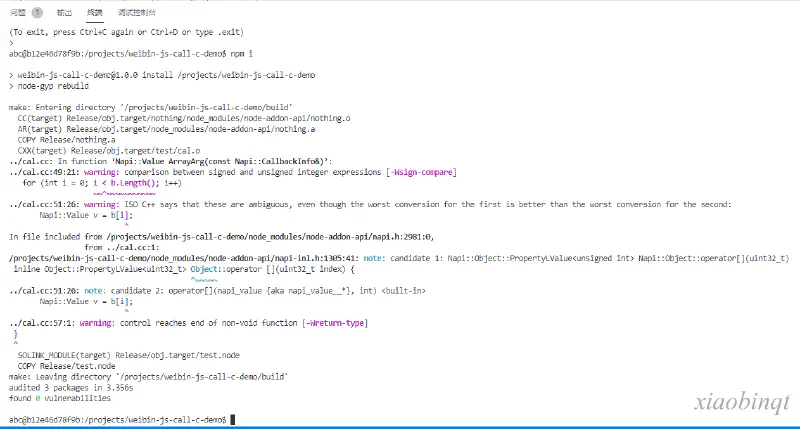 问题 1 输出 终端 调试控制台
(To exit, press Ctrl+C again or Ctrl+D or type .exit)
>
abc@b12e46d78f9b:/projects/weibin-js-call-c-demo$ npm i
> weibin-js-call-c-demo@1.0.0 install /projects/weibin-js-call-c-demo
> node-gyp rebuild
make: Entering directory '/projects/weibin-js-call-c-demo/build'
CC(target) Release/obj.target/nothing/node_modules/node-addon-api/nothing.o
AR(target) Release/obj.target/node_modules/node-addon-api/nothing.a
COPY Release/nothing.a
CXX(target) Release/obj.target/test/cal.o
../cal.cc: In function ‘Napi::Value ArrayArg(const Napi::CallbackInfo&)’:
../cal.cc:49:21: warning: comparison between signed and unsigned integer expressions [-Wsign-compare]
for (int i = 0; i < b.Length(); i++)
~~^~~~~~~~~~~~
../cal.cc:51:26: warning: ISO C++ says that these are ambiguous, even though the worst conversion for the first is better than the worst conversion for the second:
Napi::Value v = b[i];
^
In file included from /projects/weibin-js-call-c-demo/node_modules/node-addon-api/napi.h:2981:0,
from ../cal.cc:1:
/projects/weibin-js-call-c-demo/node_modules/node-addon-api/napi-inl.h:1305:41: note: candidate 1: Napi::Object::PropertyLValue<unsigned int> Napi::Object::operator[](uint32_t)
inline Object::PropertyLValue<uint32_t> Object::operator [](uint32_t index) {
^~~~~~
../cal.cc:51:26: note: candidate 2: operator[](napi_value {aka napi_value__*}, int) <built-in>
Napi::Value v = b[i];
^
../cal.cc:57:1: warning: control reaches end of non-void function [-Wreturn-type]
}
^
SOLINK_MODULE(target) Release/obj.target/test.node
COPY Release/test.node
make: Leaving directory '/projects/weibin-js-call-c-demo/build'
audited 3 packages in 3.356s
found 0 vulnerabilities
abc@b12e46d78f9b:/projects/weibin-js-call-c-demo$
xiaobinqt